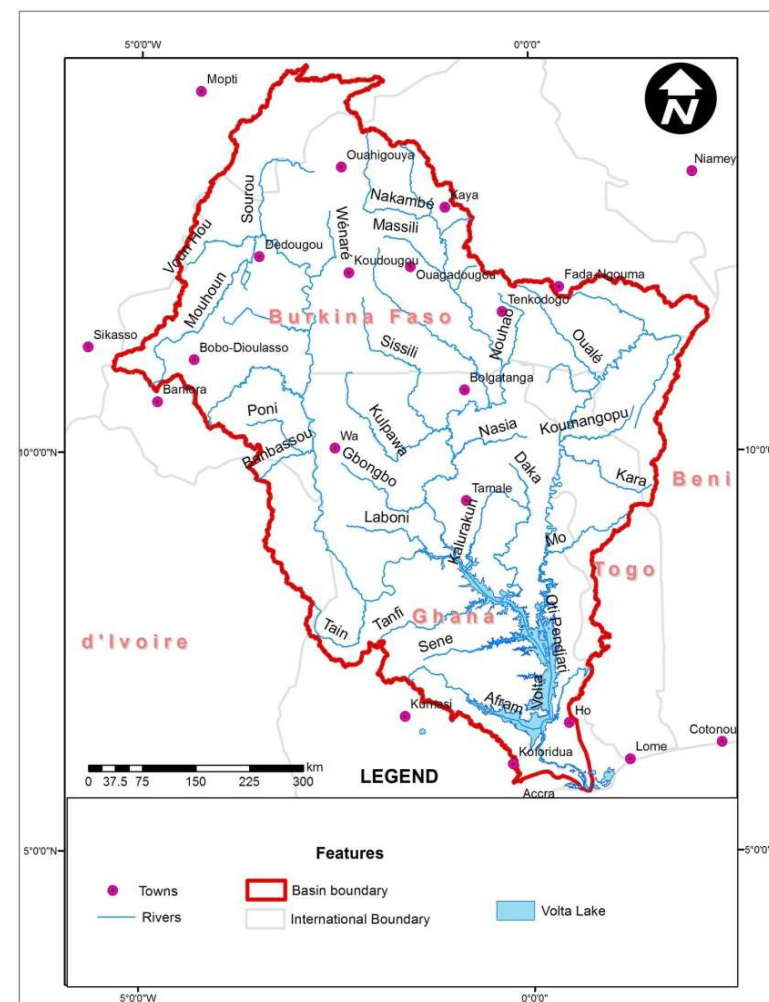 5°0'0"W
0°0'0"
Mopti
N
Niamey
Ouahigouya
Kaya
Nakambé
Sourou
Wénaré
Massili
Voun Hou
Dedougou
Koudougou
Ouagadougou
Fada-Ngouma
Mouhoun
Tenkodogo
Burkina Faso
Nouhao
Oualé
Sikasso
Bobo-Dioulasso
Sissili
Bolgatanga
Banfora
Poni
Kulpawa
Nasia
Koumangopu
10°0'0"N
10°0'0"N
Banbassou
Wa
Gbongbo
Daka
Kara
Beni
Tamale
Laboni
Kalurakun
Mo
Togo
Tanfi
Ghana
Oti-Pendjari
Tain
d'Ivoire
Sene
Afram
Volta
Kumasi
Ho
Cotonou
Koforidua
Lome
km
0 37.5 75 150 225 300
LEGEND
Accra
Features
5°0'0"N
5°0'0"N
Towns
Basin boundary
Rivers
International Boundary
Volta Lake
5°0'0"W
0°0'0"